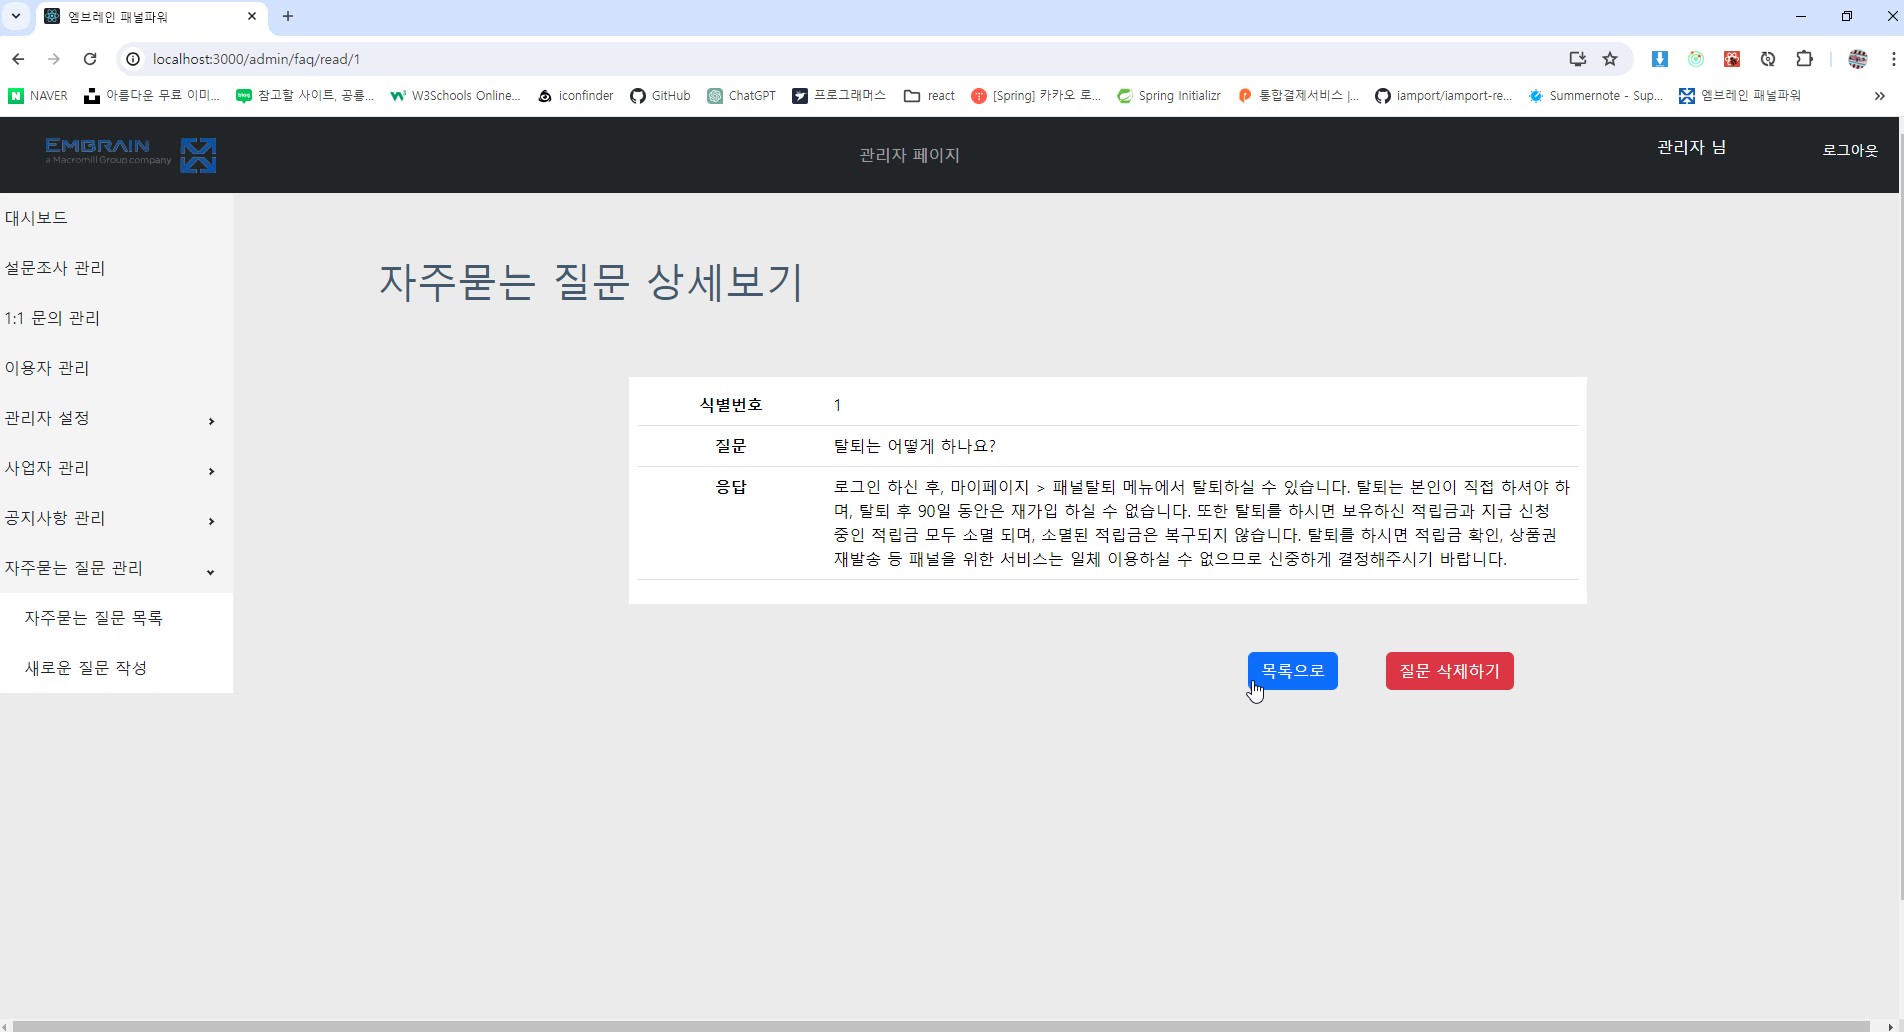 엠브레인 패널파워
localhost:3000/admin/faq/read/1
NAVER
아름다운 무료 이미...
참고할 사이트, 공룡...
W3Schools Online...
iconfinder
GitHub
ChatGPT
프로그래머스
react
[Spring] 카카오 로...
Spring Initializr
통합결제서비스 |...
iamport/iamport-re...
Summernote - Sup...
엠브레인 패널파워
EMBRAIN
a Macromill Group company
관리자 페이지
관리자 님
로그아웃
대시보드
설문조사 관리
1:1 문의 관리
이용자 관리
관리자 설정
사업자 관리
공지사항 관리
자주묻는 질문 관리
자주묻는 질문 목록
새로운 질문 작성
자주묻는 질문 상세보기
식별번호 1
질문 탈퇴는 어떻게 하나요?
응답 로그인 하신 후, 마이페이지 > 패널탈퇴 메뉴에서 탈퇴하실 수 있습니다. 탈퇴는 본인이 직접 하셔야 하
며, 탈퇴 후 90일 동안은 재가입 하실 수 없습니다. 또한 탈퇴를 하시면 보유하신 적립금과 지급 신청
중인 적립금 모두 소멸 되며, 소멸된 적립금은 복구되지 않습니다. 탈퇴를 하시면 적립금 확인, 상품권
재발송 등 패널을 위한 서비스는 일체 이용하실 수 없으므로 신중하게 결정해주시기 바랍니다.
목록으로
질문 삭제하기